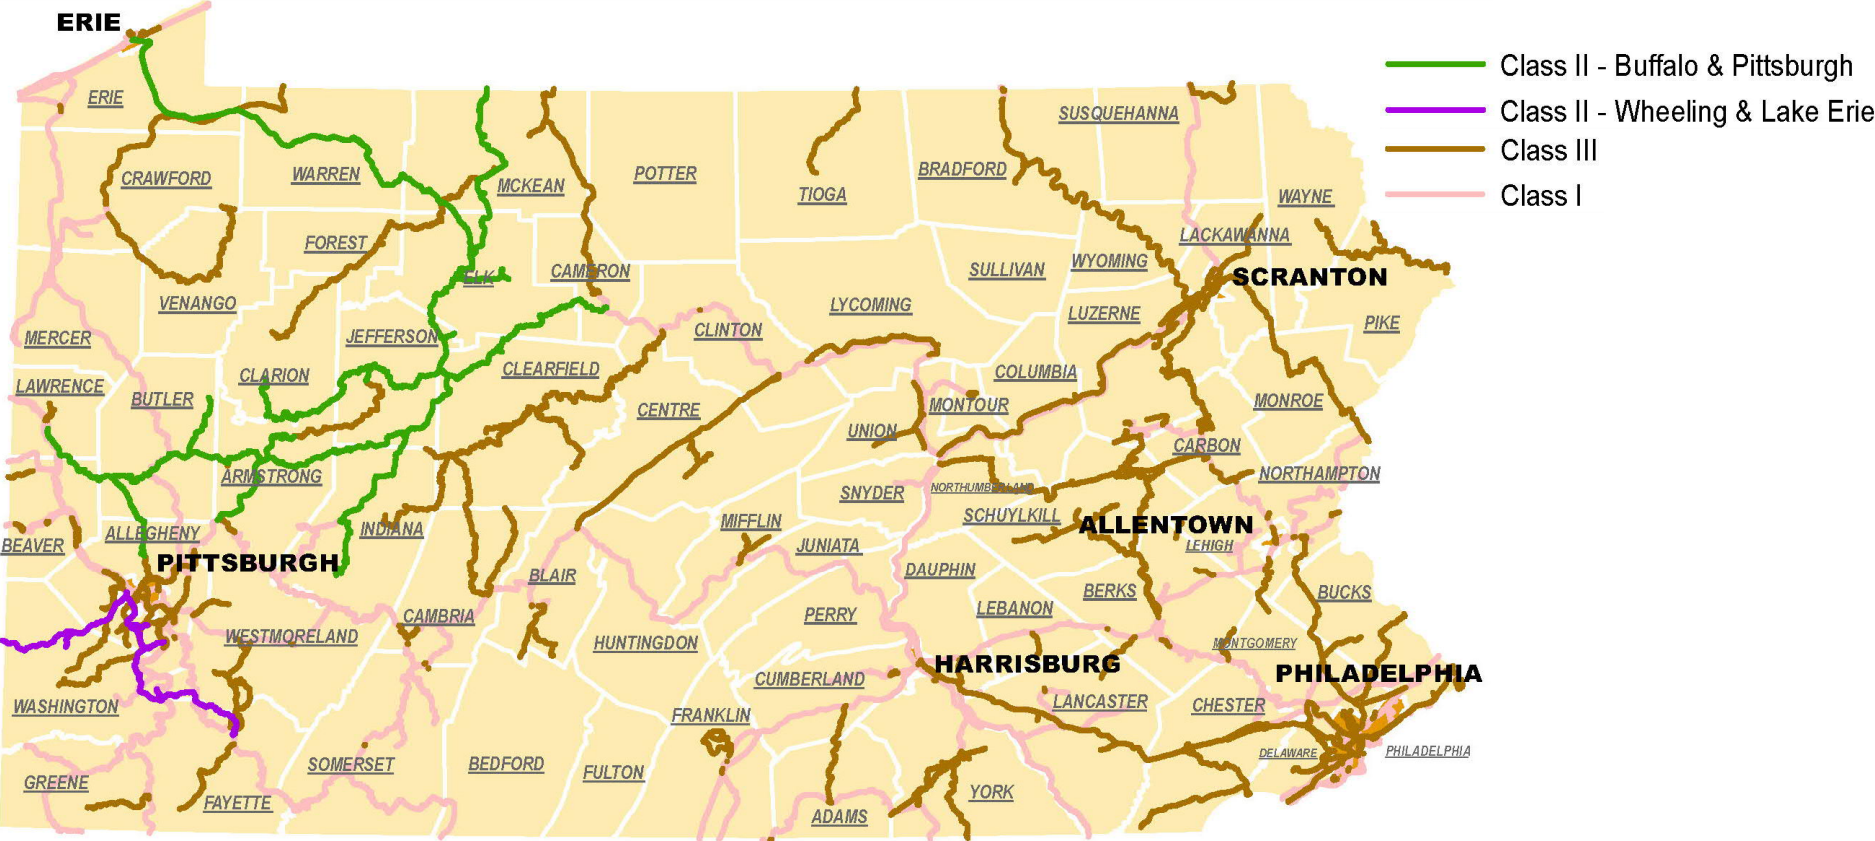 ERIE
Class II - Buffalo & Pittsburgh
ERIE
Class II - Wheeling & Lake Erie
SUSQUEHANNA
Class III
CRAWFORD
WARREN
MCKEAN
POTTER
TIOGA
BRADFORD
WAYNE
Class I
FOREST
ELK
CAMERON
SULLIVAN
WYOMING
LACKAWANNA
SCRANTON
VENANGO
LYCOMING
LUZERNE
PIKE
MERCER
JEFFERSON
CLINTON
LAWRENCE
BUTLER
CLARION
CLEARFIELD
CENTRE
COLUMBIA
MONTOUR
MONROE
UNION
CARBON
ARMSTRONG
SNYDER
NORTHUMBERLAND
NORTHAMPTON
BEAVER
ALLEGHENY
INDIANA
MIFFLIN
JUNIATA
SCHUYLKILL
ALLENTOWN
LEHIGH
PITTSBURGH
BLAIR
DAUPHIN
BERKS
BUCKS
WESTMORELAND
CAMBRIA
HUNTINGDON
PERRY
LEBANON
MONTGOMERY
HARRISBURG
PHILADELPHIA
WASHINGTON
CUMBERLAND
LANCASTER
CHESTER
FRANKLIN
GREENE
FAYETTE
SOMERSET
BEDFORD
FULTON
ADAMS
YORK
DELAWARE
PHILADELPHIA